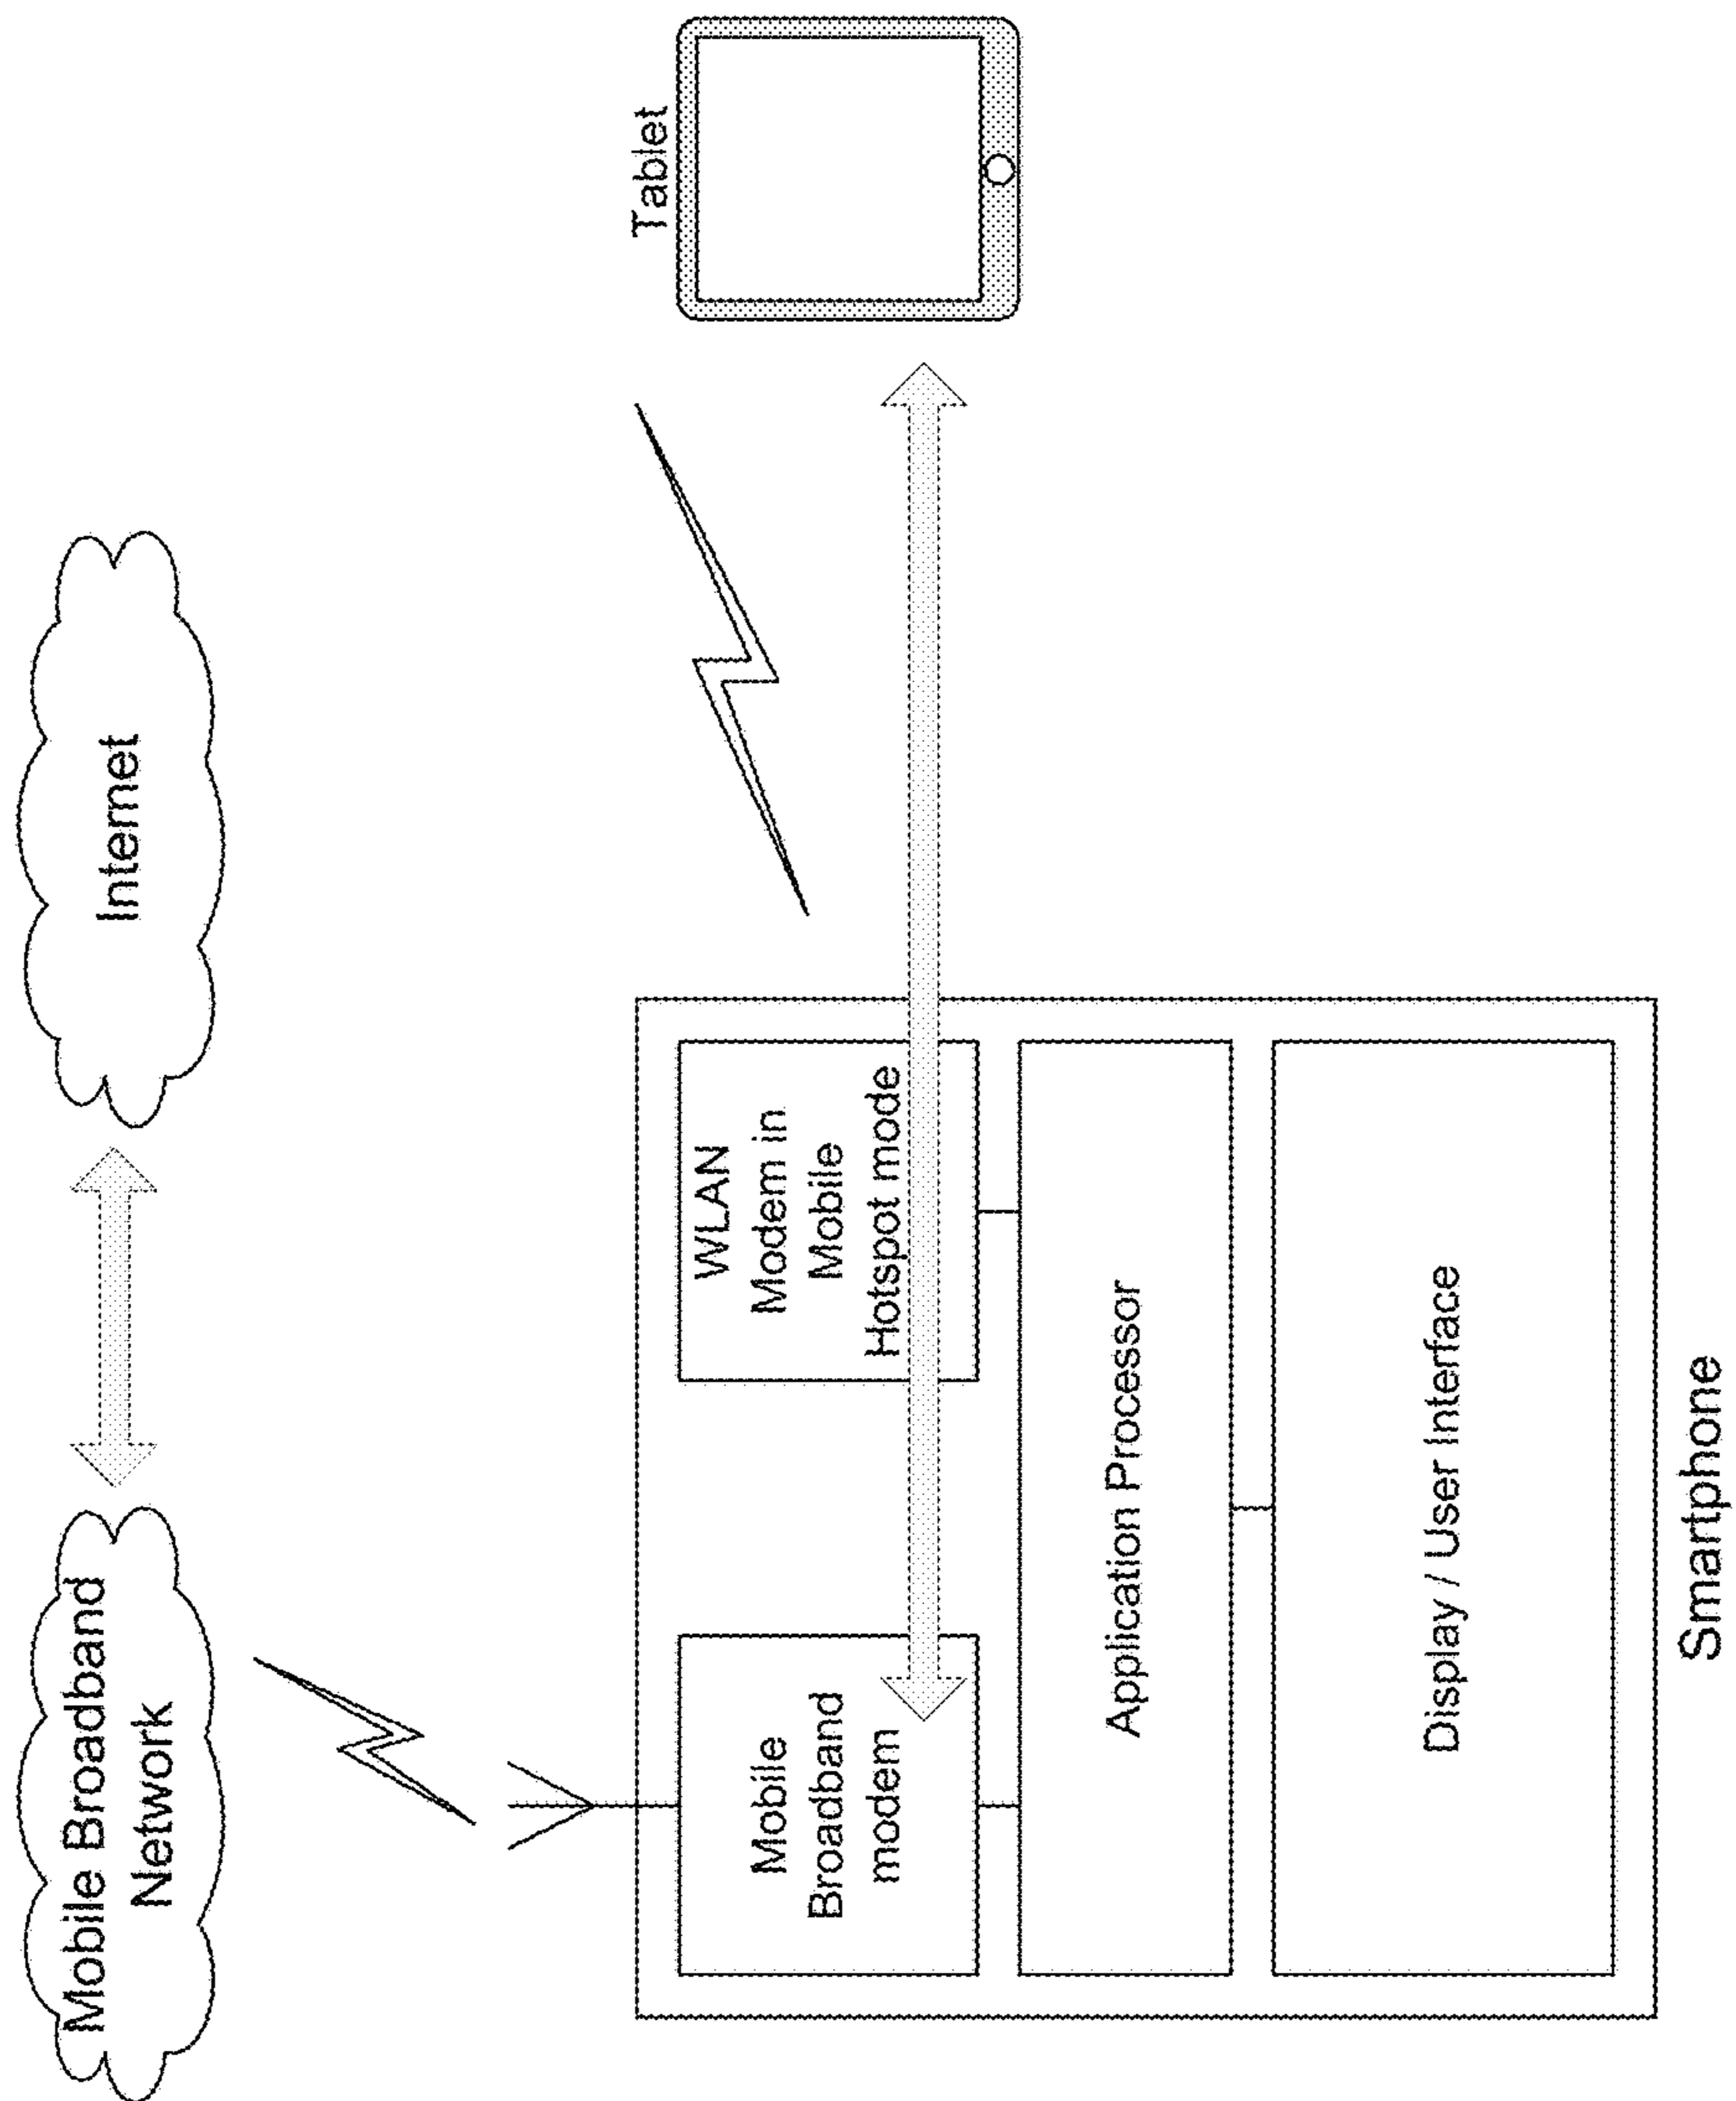 Mobile Broadband
Network
Internet
Mobile
Broadband
modem
WLAN
Modem in
Mobile
Hotspot mode
Tablet
Application Processor
Display / User Interface
Smartphone